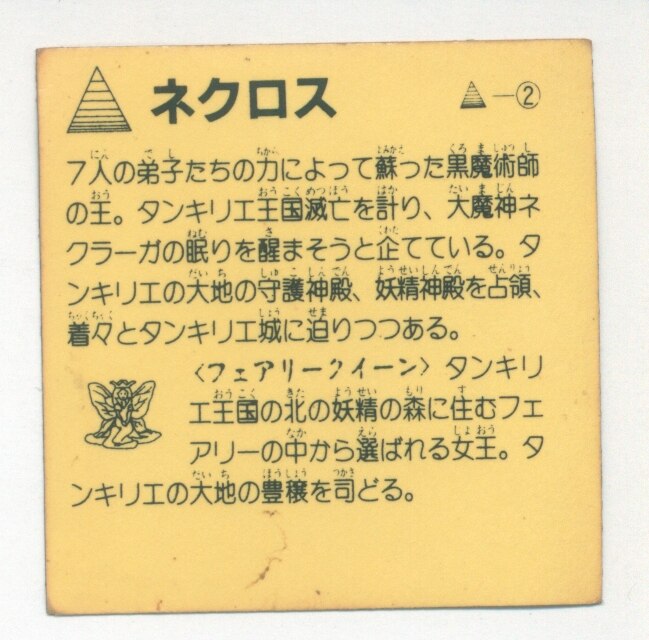 ネクロス
－②
7人の弟子たちの力によって蘇った黒魔術師
の王。タンキリエ王国滅亡を計り、大魔神ネ
クラーガの眠りを醒まそうと企てている。タ
ンキリエの大地の守護神殿、妖精神殿を占領、
着々とタンキリエ城に迫りつつある。
〈フェアリークイーン〉タンキリ
エ王国の北の妖精の森に住むフェ
アリーの中から選ばれる女王。タ
ンキリエの大地の豊穣を司どる。